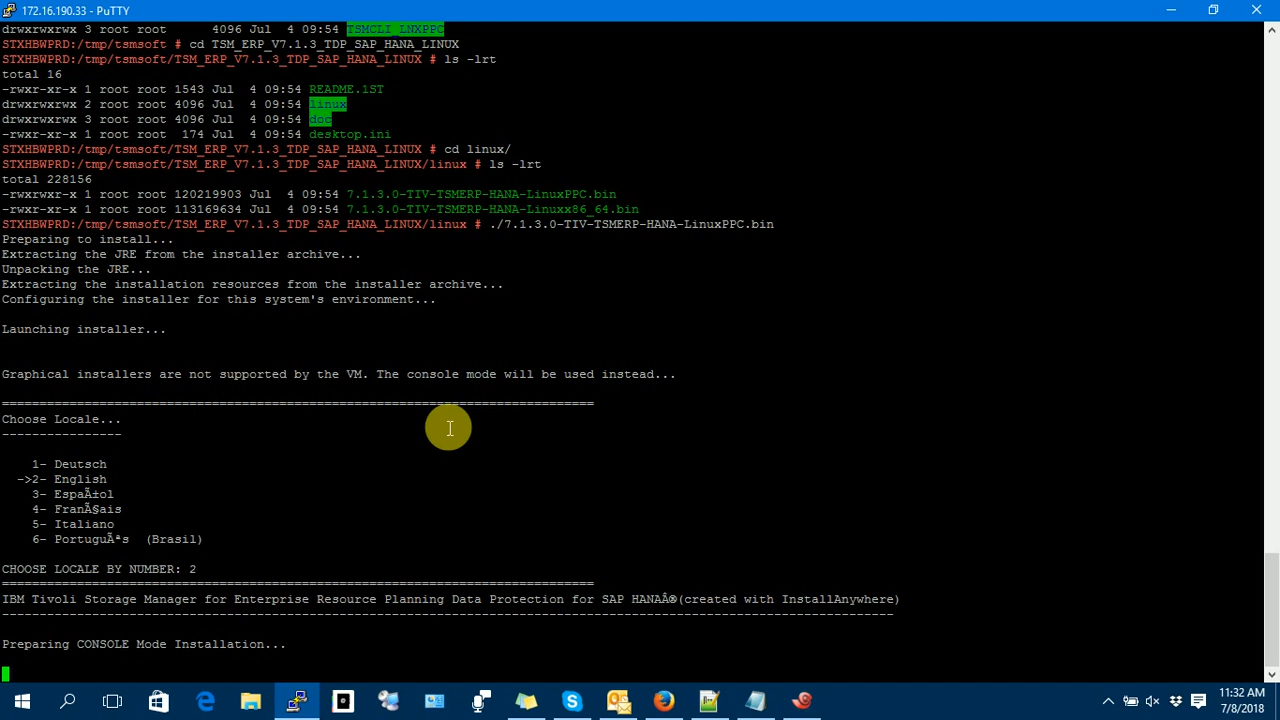 172.16.190.33 - PuTTY
drwxrwxrwx 3 root root      4096 Jul  4 09:54 TSMCLI_LNXPPC
STXHBWPRD:/tmp/tsmsoft # cd TSM_ERP_V7.1.3_TDP_SAP_HANA_LINUX
STXHBWPRD:/tmp/tsmsoft/TSM_ERP_V7.1.3_TDP_SAP_HANA_LINUX # ls -lrt
total 16
-rwxr-xr-x 1 root root 1543 Jul  4 09:54 README.1ST
drwxrwxrwx 2 root root 4096 Jul  4 09:54 linux
drwxrwxrwx 3 root root 4096 Jul  4 09:54 doc
-rwxr-xr-x 1 root root  174 Jul  4 09:54 desktop.ini
STXHBWPRD:/tmp/tsmsoft/TSM_ERP_V7.1.3_TDP_SAP_HANA_LINUX # cd linux/
STXHBWPRD:/tmp/tsmsoft/TSM_ERP_V7.1.3_TDP_SAP_HANA_LINUX/linux # ls -lrt
total 228156
-rwxrwxr-x 1 root root 120219903 Jul  4 09:54 7.1.3.0-TIV-TSMERP-HANA-LinuxPPC.bin
-rwxr-xr-x 1 root root 113169634 Jul  4 09:54 7.1.3.0-TIV-TSMERP-HANA-Linuxx86_64.bin
STXHBWPRD:/tmp/tsmsoft/TSM_ERP_V7.1.3_TDP_SAP_HANA_LINUX/linux # ./7.1.3.0-TIV-TSMERP-HANA-LinuxPPC.bin
Preparing to install...
Extracting the JRE from the installer archive...
Unpacking the JRE...
Extracting the installation resources from the installer archive...
Configuring the installer for this system's environment...
Launching installer...
Graphical installers are not supported by the VM. The console mode will be used instead...
===============================================================================
Choose Locale...
----------------
1- Deutsch
->2- English
3- EspaÃ±ol
4- FranÃ§ais
5- Italiano
6- PortuguÃªs  (Brasil)
CHOOSE LOCALE BY NUMBER: 2
===============================================================================
IBM Tivoli Storage Manager for Enterprise Resource Planning Data Protection for SAP HANAÂ®(created with InstallAnywhere)
-----------------------------------------------------------------------------------------------------------------------
Preparing CONSOLE Mode Installation...
11:32 AM
7/8/2018